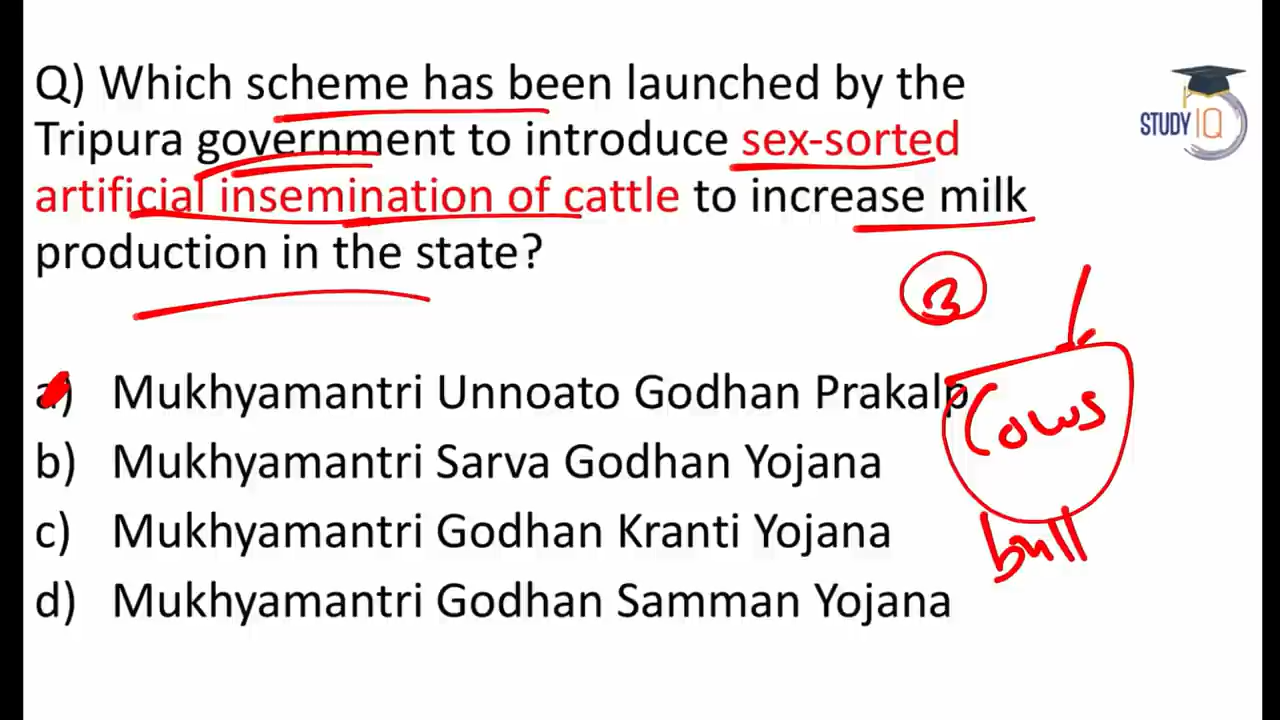 Q) Which scheme has been launched by the
Tripura government to introduce sex-sorted
artificial insemination of cattle to increase milk
production in the state?
STUDY IQ
3
a) Mukhyamantri Unnoato Godhan Prakalp
Cows
b) Mukhyamantri Sarva Godhan Yojana
c) Mukhyamantri Godhan Kranti Yojana
bull
d) Mukhyamantri Godhan Samman Yojana